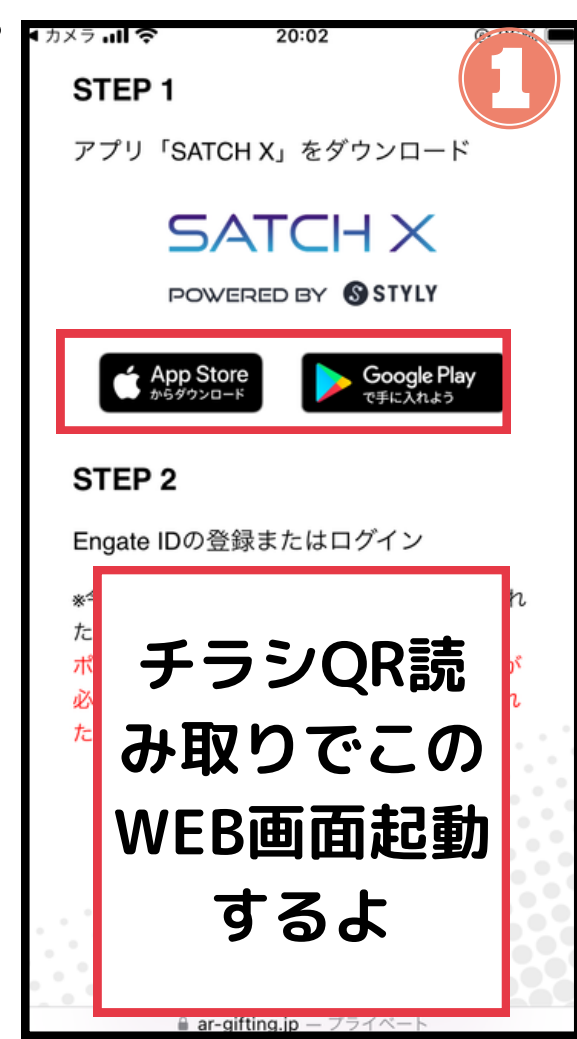 カメラ
20:02
1
STEP 1
アプリ「SATCH X」をダウンロード
SATCH X
POWERED BY STYLY
App Store
からダウンロード
Google Play
で手に入れよう
STEP 2
Engate IDの登録またはログイン
チラシQR読
み取りでこの
WEB画面起動
するよ
ar-gifting.jp — プライベート